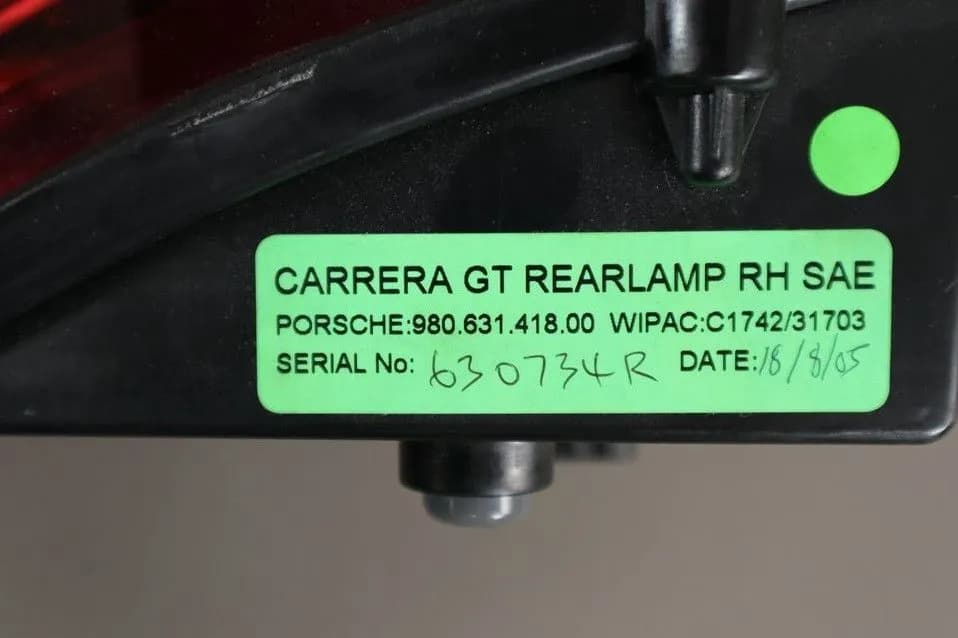 CARRERA GT REARLAMP RH SAE
PORSCHE:980.631.418.00 WIPAC:C1742/31703
SERIAL No: 630734R DATE:18/8/05